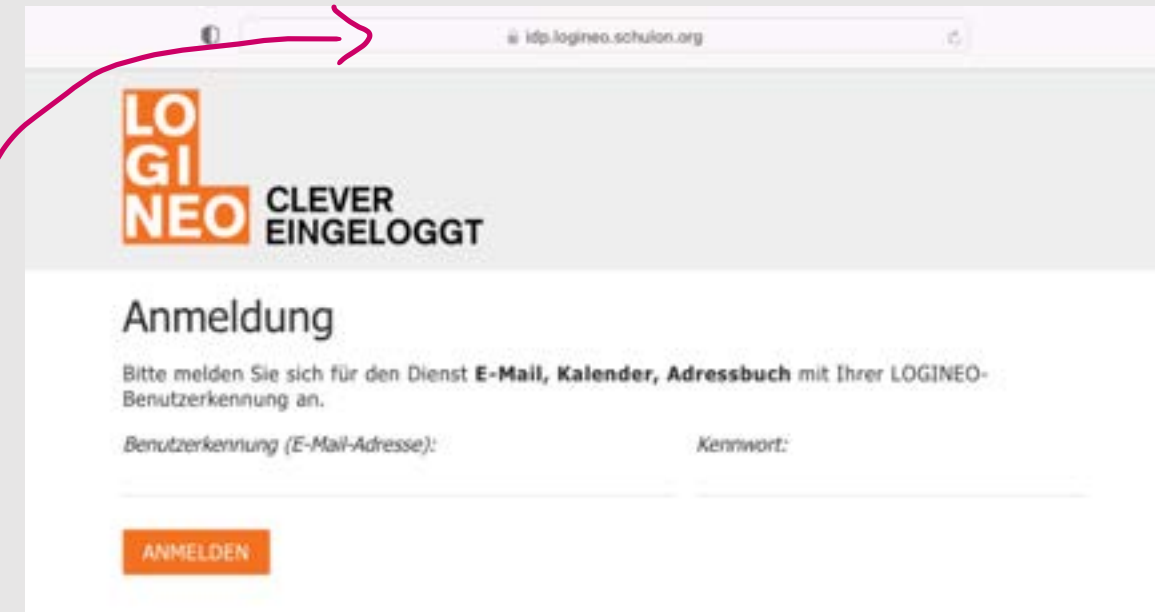 idp.logineo.schulon.org
LO
GI
NEO
CLEVER
EINGELOGGT
Anmeldung
Bitte melden Sie sich für den Dienst E-Mail, Kalender, Adressbuch mit Ihrer LOGINEO-
Benutzerkennung an.
Benutzerkennung (E-Mail-Adresse): Kennwort:
ANMELDEN